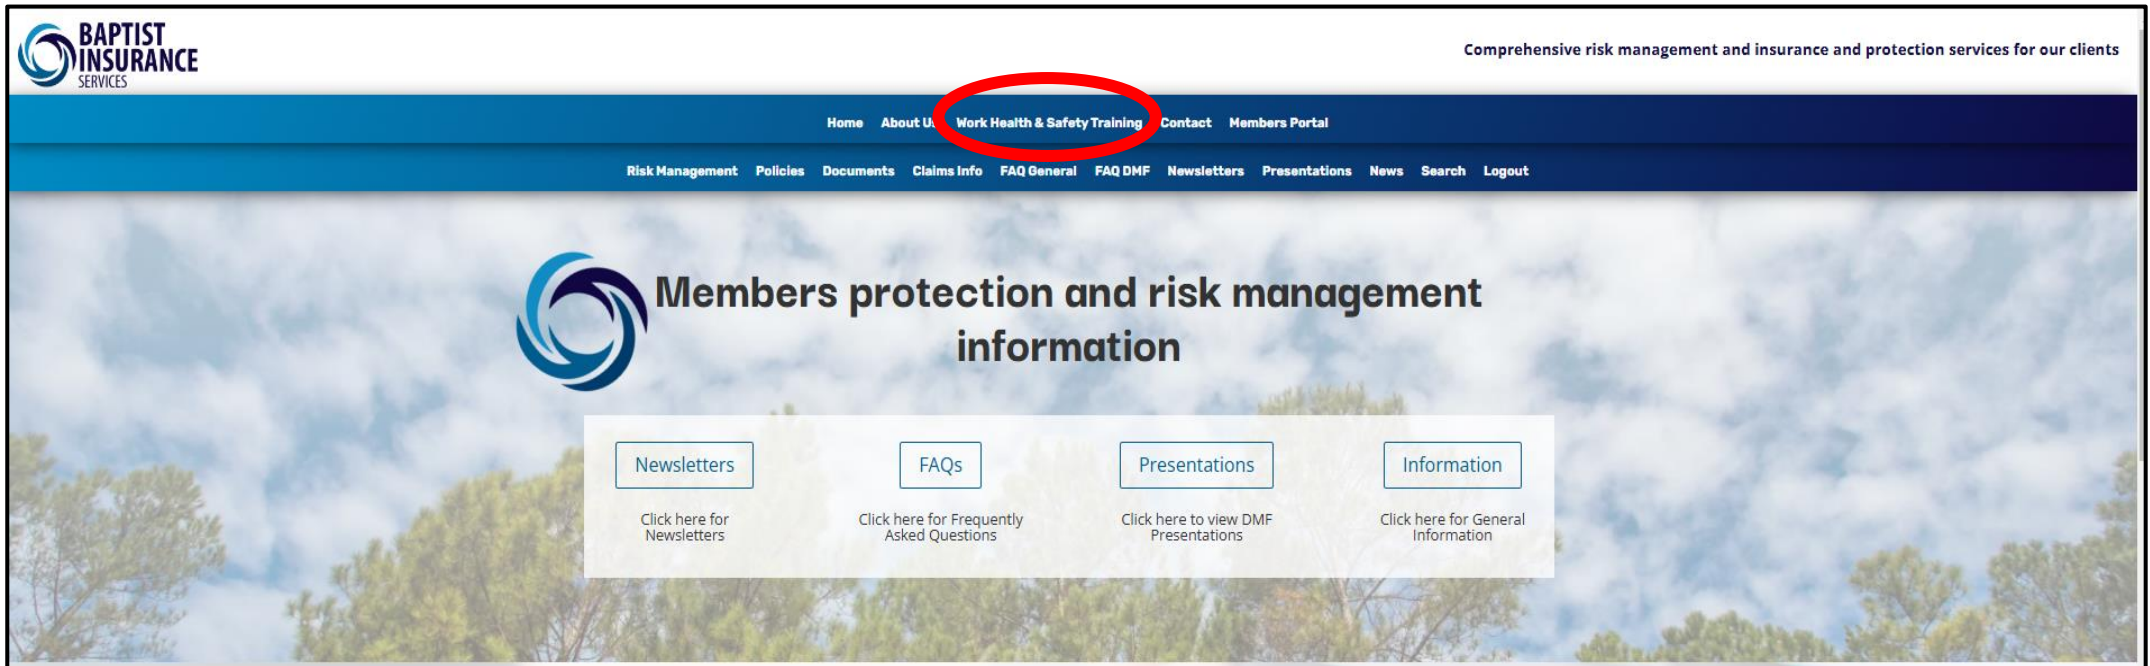 BAPTIST
INSURANCE
SERVICES
Comprehensive risk management and insurance and protection services for our clients
Home About Us Work Health & Safety Training Contact Members Portal
Risk Management Policies Documents Claims Info FAQ General FAQ DMF Newsletters Presentations News Search Logout
Members protection and risk management
information
Newsletters FAQs Presentations Information
Click here for Click here for Frequently Click here to view DMF Click here for General
Newsletters Asked Questions Presentations Information